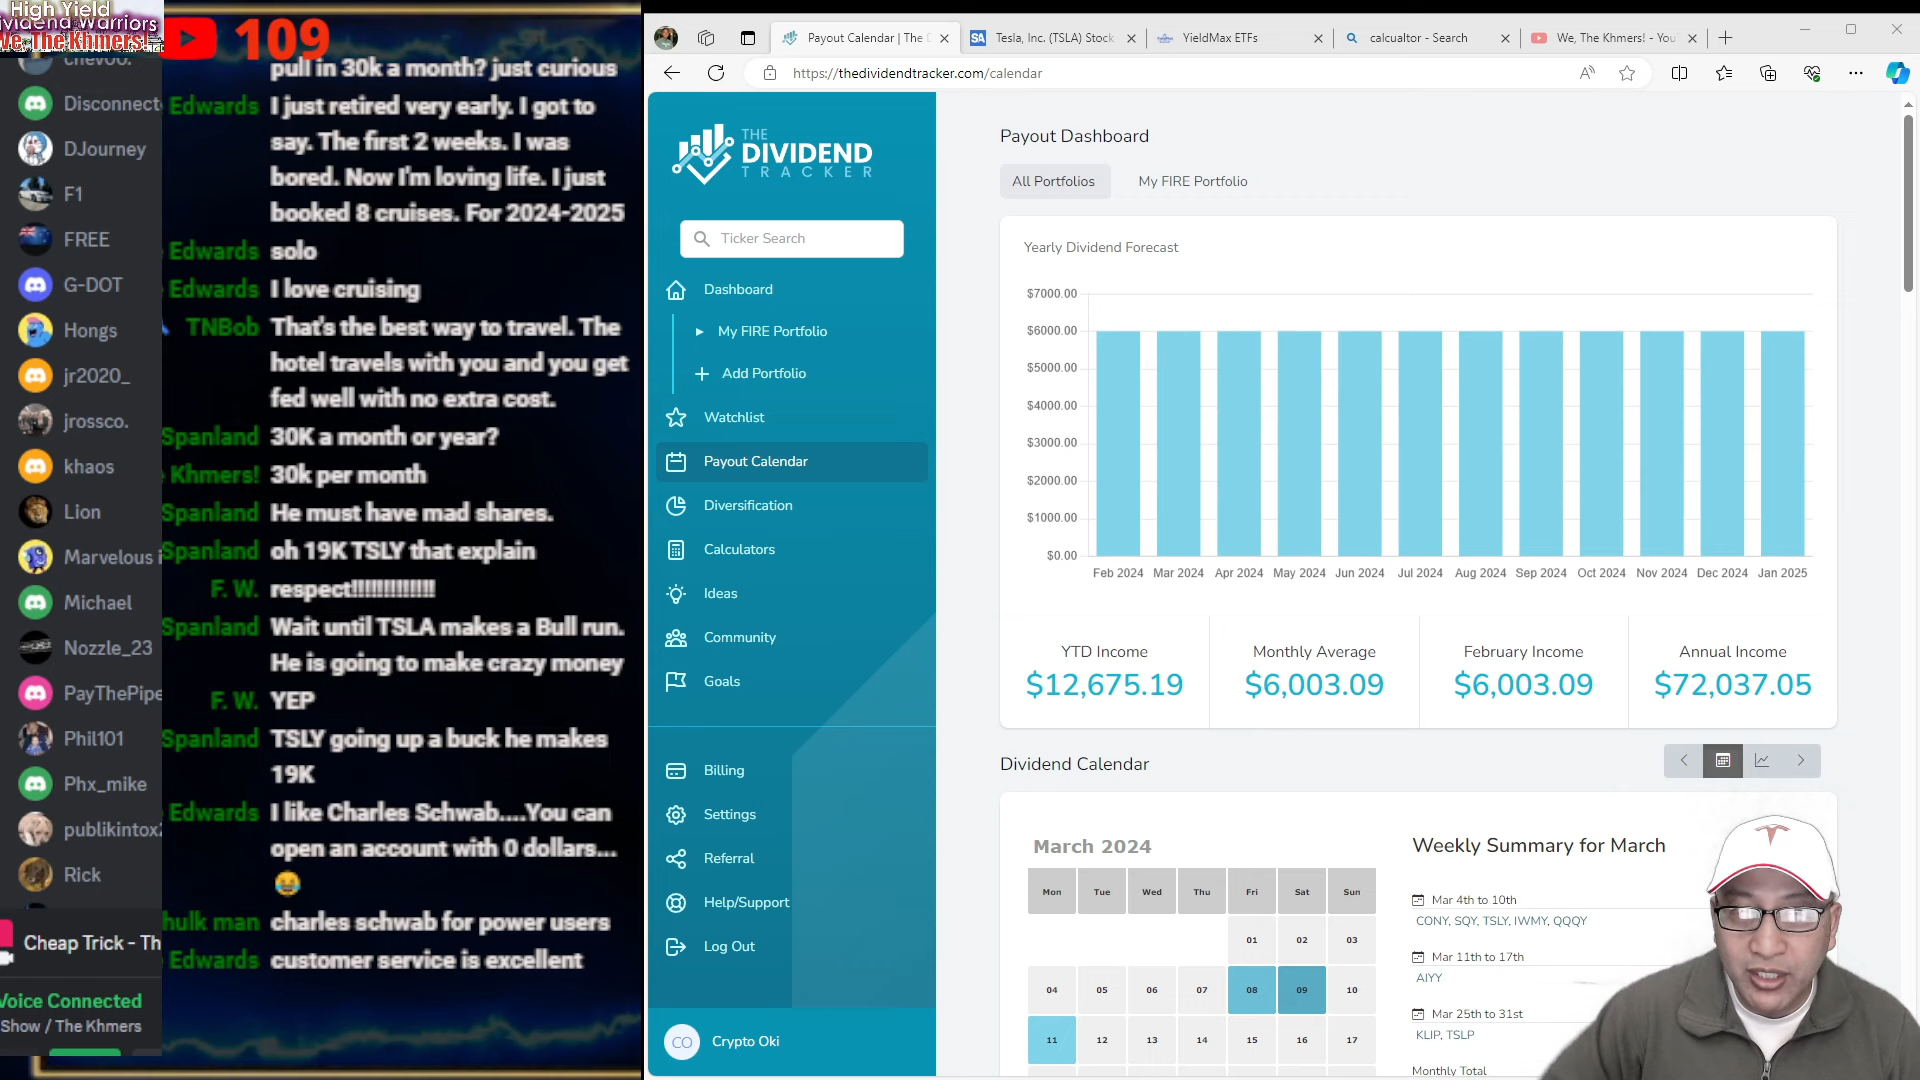 High Yield
Dividend Warriors
We, The Khmers!
109
Disconnect
DJourney
F1
FREE
G-DOT
Hongs
jr2020_
jrossco.
khaos
Lion
Marvelous i
Michael
Nozzle_23
PayThePipe
Phil101
Phx_mike
publikintox
Rick
Cheap Trick - Th
Voice Connected
Show / The Khmers
pull in 30k a month? just curious
Edwards I just retired very early. I got to
say. The first 2 weeks. I was
bored. Now I'm loving life. I just
booked 8 cruises. For 2024-2025
Edwards solo
Edwards I love cruising
TNBob That's the best way to travel. The
hotel travels with you and you get
fed well with no extra cost.
Spanland 30K a month or year?
Khmers! 30k per month
Spanland He must have mad shares.
Spanland oh 19K TSLY that explain
F. W. respect!!!!!!!!!!!!!!
Spanland Wait until TSLA makes a Bull run.
He is going to make crazy money
F. W. YEP
Spanland TSLY going up a buck he makes
19K
Edwards I like Charles Schwab....You can
open an account with 0 dollars...
😂
hulk man charles schwab for power users
Edwards customer service is excellent
Payout Calendar | The D
Tesla, Inc. (TSLA) Stock
YieldMax ETFs
calcualtor - Search
We, The Khmers! - You
https://thedividendtracker.com/calendar
THE
DIVIDEND
TRACKER
Ticker Search
Dashboard
My FIRE Portfolio
Add Portfolio
Watchlist
Payout Calendar
Diversification
Calculators
Ideas
Community
Goals
Billing
Settings
Referral
Help/Support
Log Out
CO Crypto Oki
Payout Dashboard
All Portfolios My FIRE Portfolio
Yearly Dividend Forecast
$7000.00
$6000.00
$5000.00
$4000.00
$3000.00
$2000.00
$1000.00
$0.00
Feb 2024 Mar 2024 Apr 2024 May 2024 Jun 2024 Jul 2024 Aug 2024 Sep 2024 Oct 2024 Nov 2024 Dec 2024 Jan 2025
YTD Income Monthly Average February Income Annual Income
$12,675.19 $6,003.09 $6,003.09 $72,037.05
Dividend Calendar
March 2024
Mon Tue Wed Thu Fri Sat Sun
01 02 03
04 05 06 07 08 09 10
11 12 13 14 15 16 17
Weekly Summary for March
Mar 4th to 10th
CONY, SQY, TSLY, IWMY, QQQY
Mar 11th to 17th
AIYY
Mar 25th to 31st
KLIP, TSLP
Monthly Total